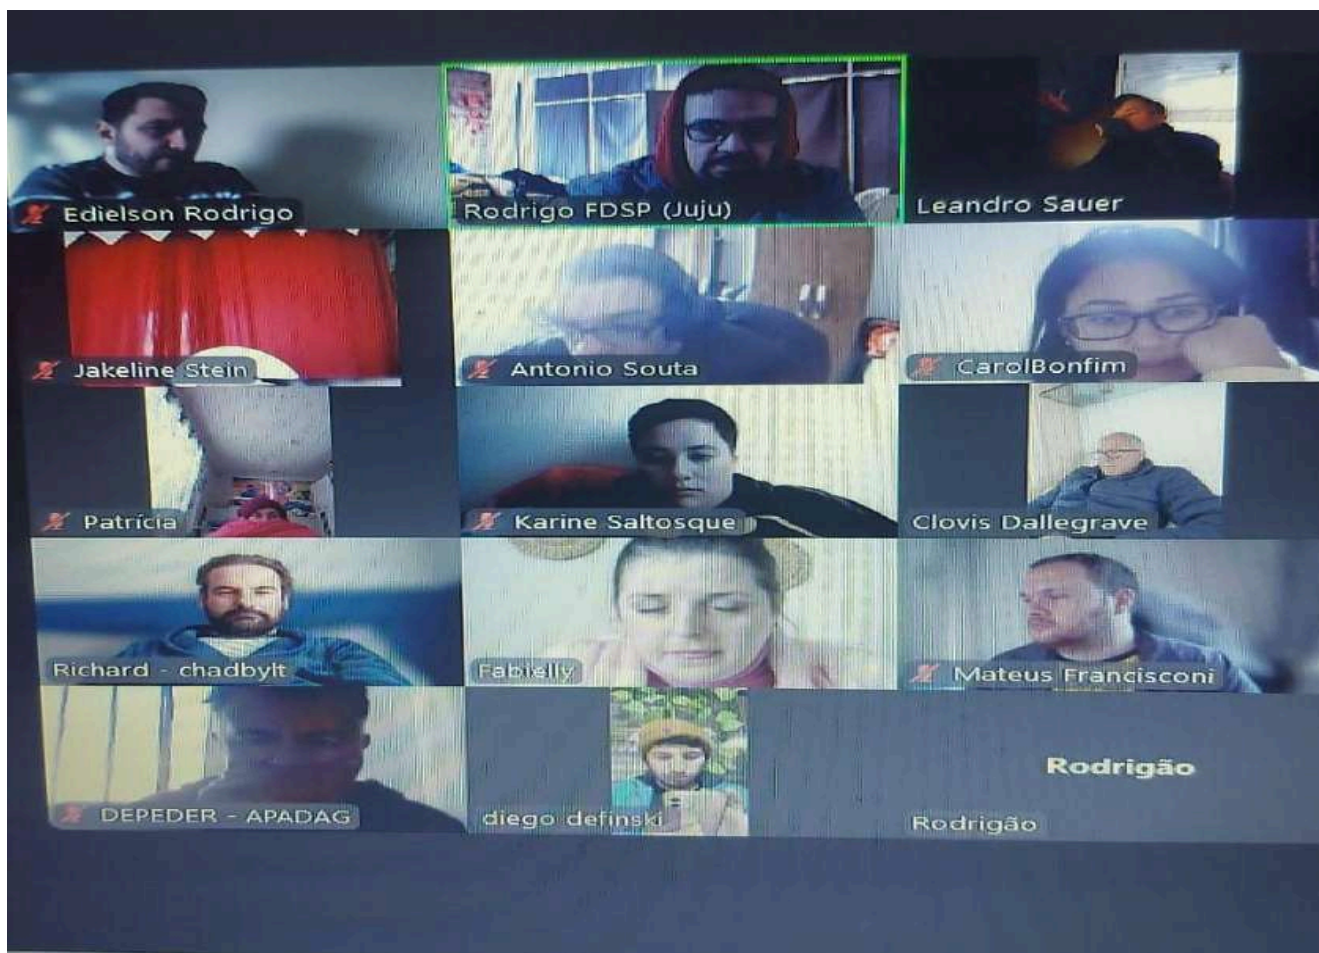 Edielson Rodrigo
Rodrigo FDSP (Juju)
Leandro Sauer
Jakeline Stein
Antonio Souta
CarolBonfim
Patrícia
Karine Saltosque
Clovis Dallegrave
Richard - chadbylt
Fabielly
Mateus Francisconi
DEPEDER - APADAG
diego definski
Rodrigão
Rodrigão